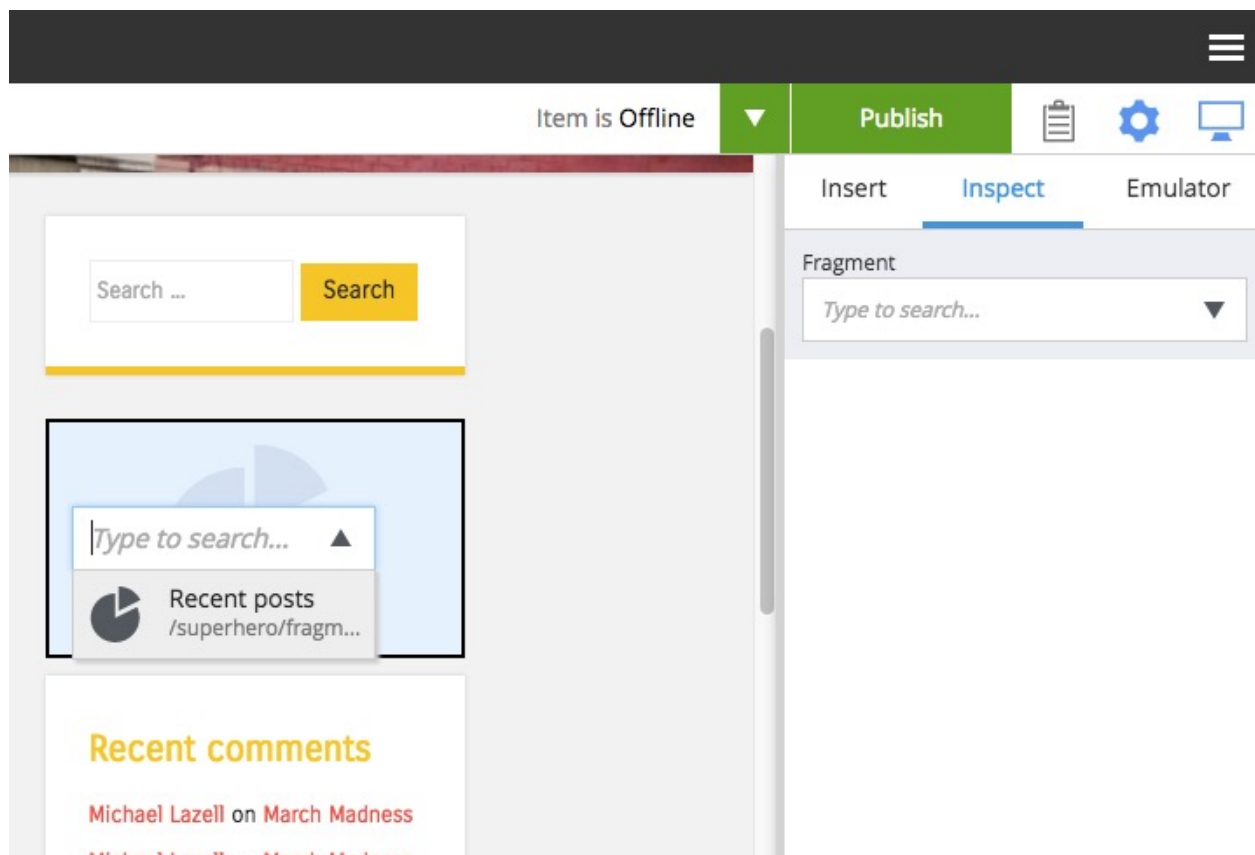 Item is Offline
Publish
Insert
Inspect
Emulator
Fragment
Type to search...
Search ...
Search
Type to search...
Recent posts
/superhero/fragm...
Recent comments
Michael Lazell on March Madness